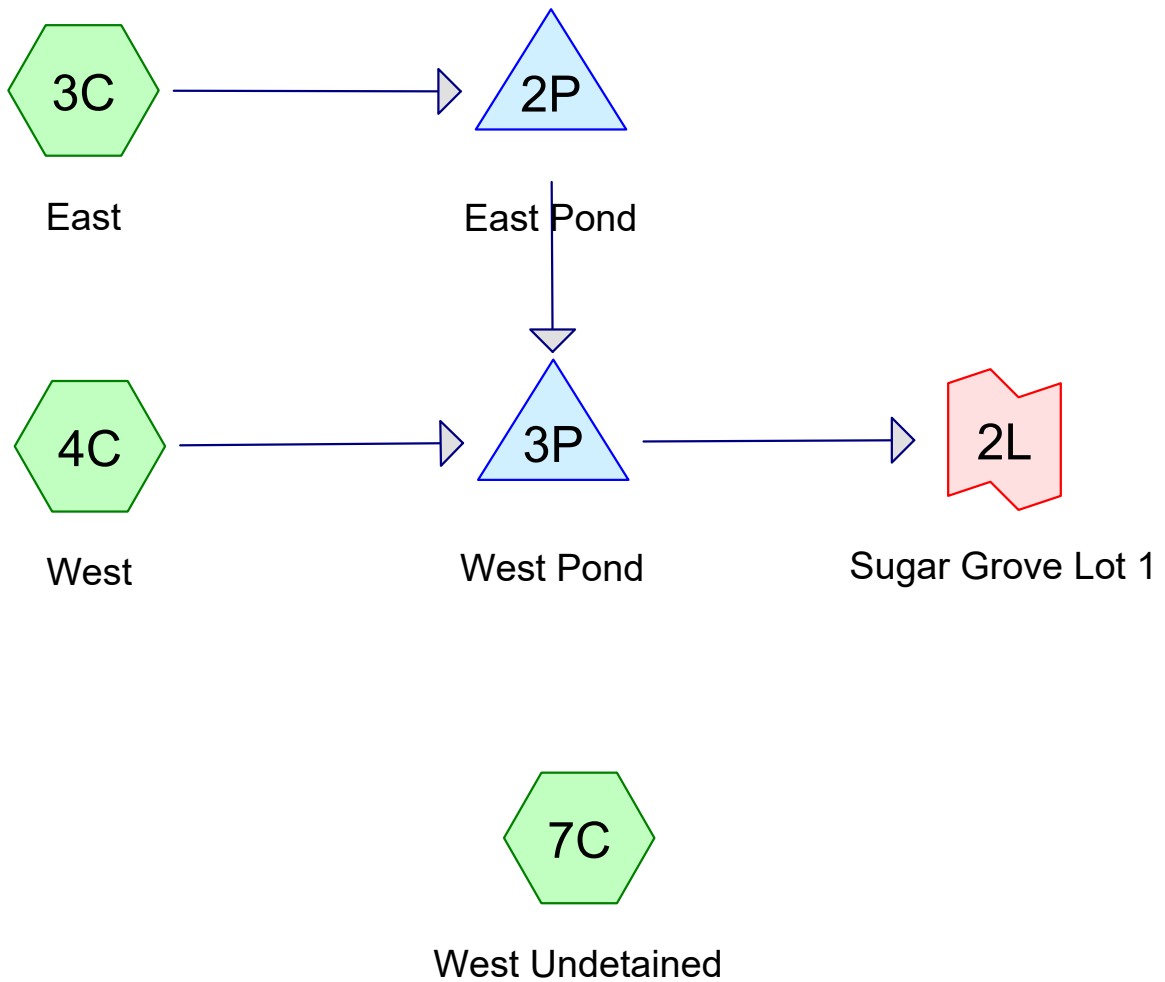 3C
2P
East
East Pond
4C
3P
2L
West
West Pond
Sugar Grove Lot 1
7C
West Undetained